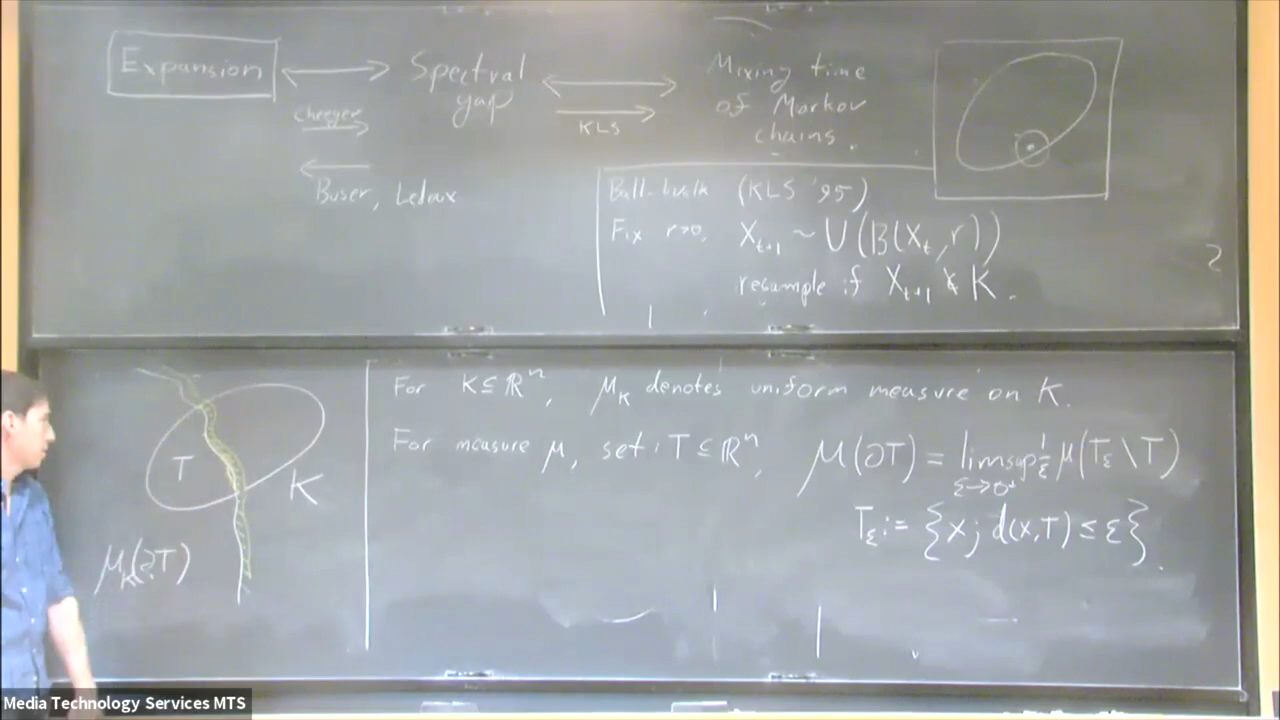 Expansion
Spectral
gap
Mixing time
of Markov
chains.
Cheeger
KLS
Buser, Ledoux
Ball-walk (KLS '95)
Fix r>0, X_{t+1} ~ U(B(X_t, r))
resample if X_{t+1} ∉ K.
T
K
μ_K(∂T)
For K ⊆ ℝⁿ, μ_K denotes uniform measure on K.
For measure μ, set: T ⊆ ℝⁿ, μ(∂T) = limsup_{ε→0⁺} 1/ε μ(T_ε \ T)
T_ε := {x; d(x,T) ≤ ε}.
Media Technology Services MTS